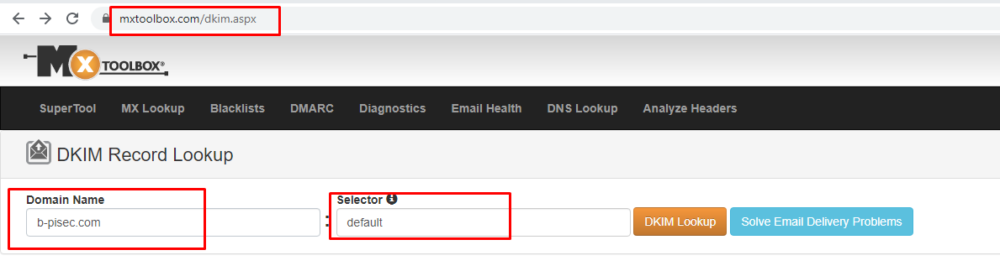 mxtoolbox.com/dkim.aspx
MX TOOLBOX®
SuperTool MX Lookup Blacklists DMARC Diagnostics Email Health DNS Lookup Analyze Headers
DKIM Record Lookup
Domain Name Selector
b-pisec.com : default DKIM Lookup Solve Email Delivery Problems